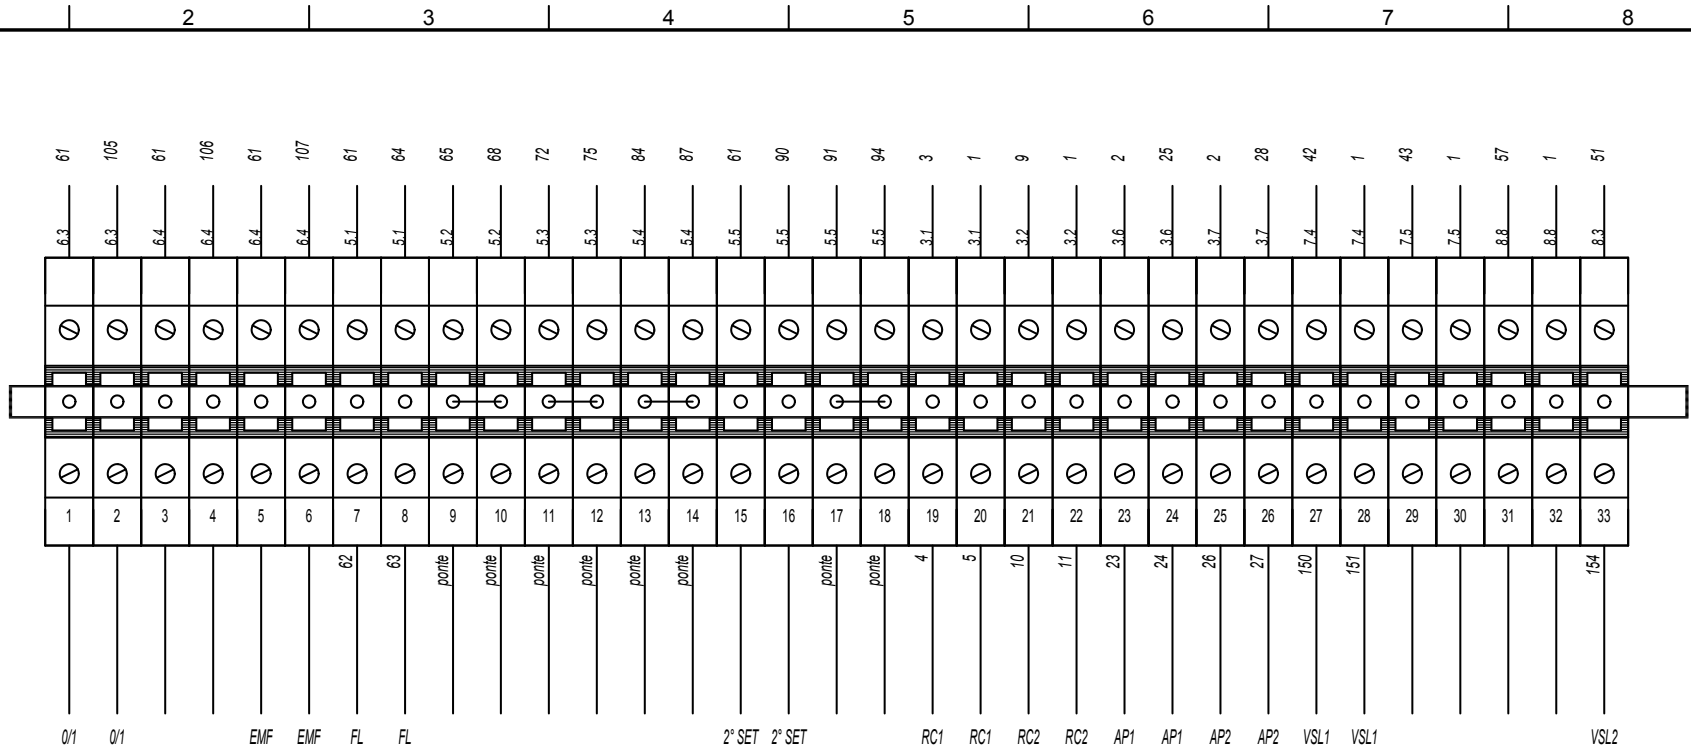 2 3 4 5 6 7 8
61 105 61 106 61 107 61 64 65 68 72 75 84 87 61 90 91 94 3 1 9 1 2 25 2 28 42 1 43 1 57 1 51
6.3 6.3 6.4 6.4 6.4 6.4 5.1 5.1 5.2 5.2 5.3 5.3 5.4 5.4 5.5 5.5 5.5 5.5 3.1 3.1 3.2 3.2 3.6 3.6 3.7 3.7 7.4 7.4 7.5 7.5 8.8 8.8 8.3
1 2 3 4 5 6 7 8 9 10 11 12 13 14 15 16 17 18 19 20 21 22 23 24 25 26 27 28 29 30 31 32 33
62 63 ponte ponte ponte ponte ponte ponte ponte ponte 4 5 10 11 23 24 26 27 150 151 154
0/1 0/1 EMF EMF FL FL 2° SET 2° SET RC1 RC1 RC2 RC2 AP1 AP1 AP2 AP2 VSL1 VSL1 VSL2